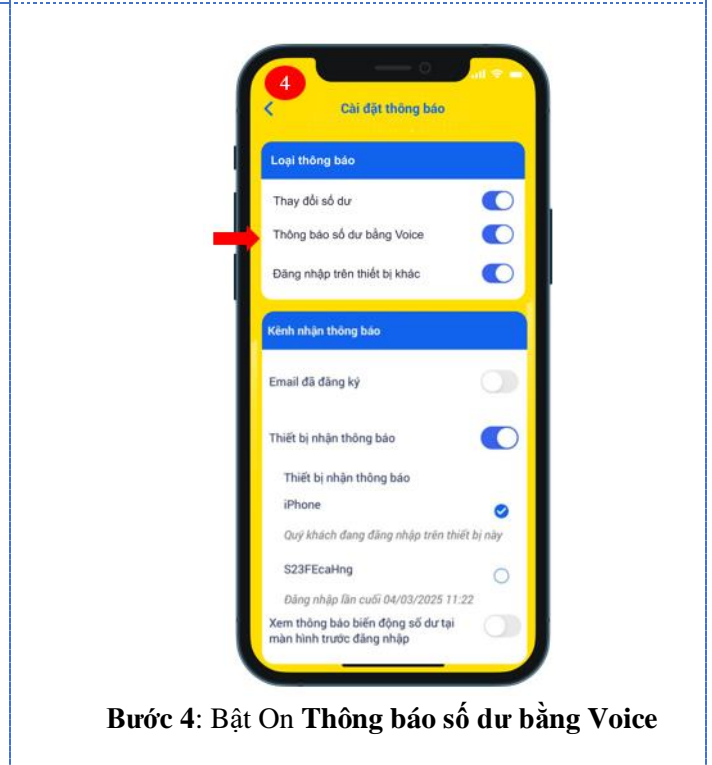 4
Cài đặt thông báo
Loại thông báo
Thay đổi số dư
Thông báo số dư bằng Voice
Đăng nhập trên thiết bị khác
Kênh nhận thông báo
Email đã đăng ký
Thiết bị nhận thông báo
Thiết bị nhận thông báo
iPhone
Quý khách đang đăng nhập trên thiết bị này
S23FEcaHng
Đăng nhập lần cuối 04/03/2025 11:22
Xem thông báo biến động số dư tại
màn hình trước đăng nhập
Bước 4: Bật On Thông báo số dư bằng Voice